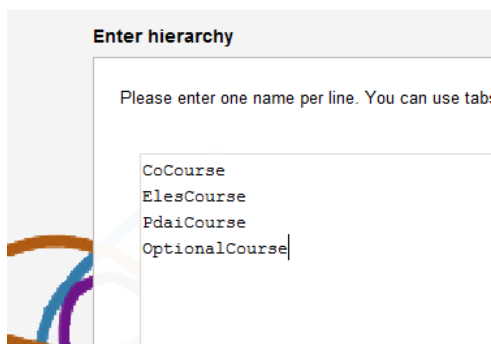 Enter hierarchy
Please enter one name per line. You can use tabs
CoCourse
ElesCourse
PdaiCourse
OptionalCourse